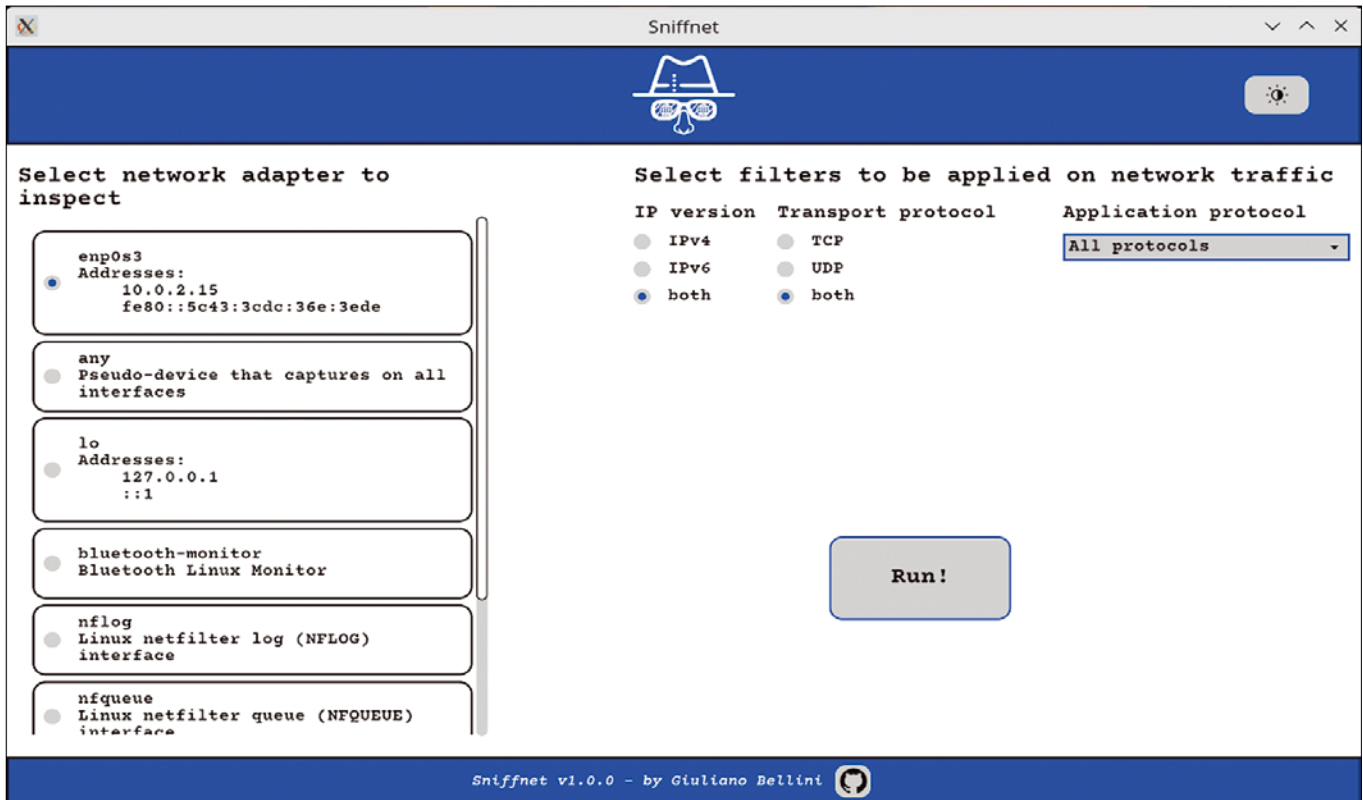 Sniffnet
Select network adapter to
inspect
enp0s3
Addresses:
10.0.2.15
fe80::5c43:3cdc:36e:3ede
any
Pseudo-device that captures on all
interfaces
lo
Addresses:
127.0.0.1
::1
bluetooth-monitor
Bluetooth Linux Monitor
nflog
Linux netfilter log (NFLOG)
interface
nfqueue
Linux netfilter queue (NFQUEUE)
interface
Select filters to be applied on network traffic
IP version
IPv4
IPv6
both
Transport protocol
TCP
UDP
both
Application protocol
All protocols
Run!
Sniffnet v1.0.0 - by Giuliano Bellini